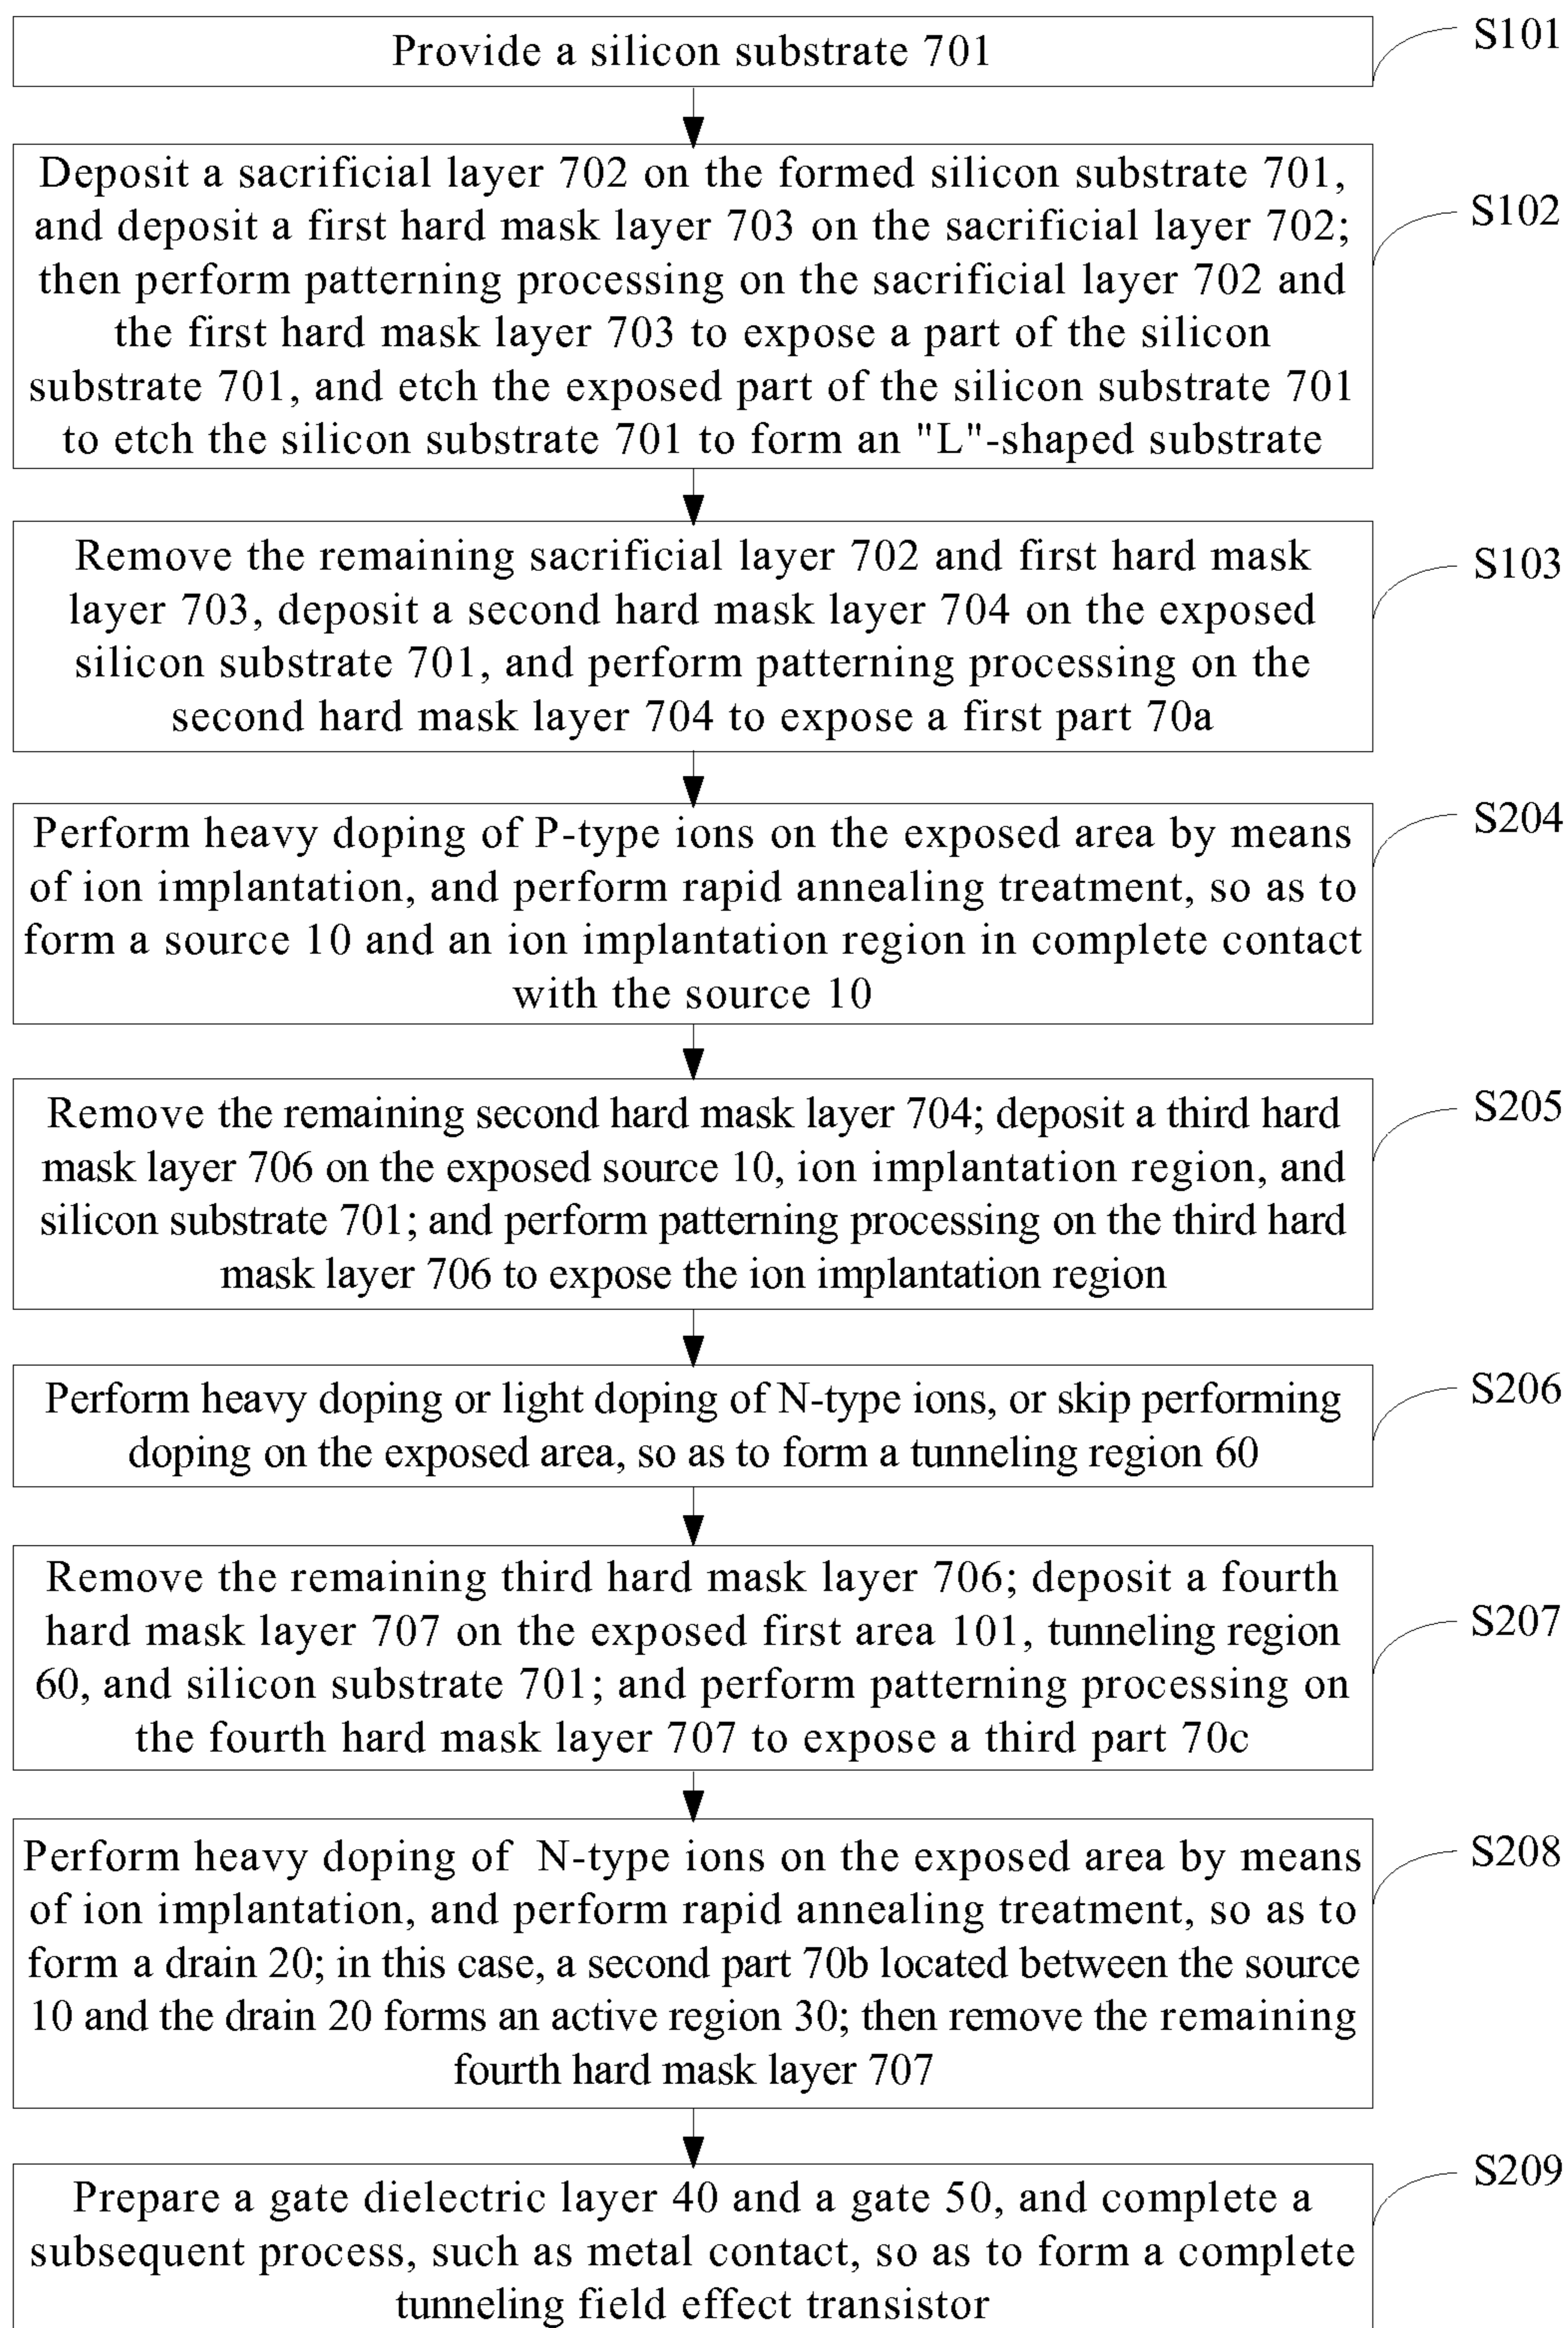 Provide a silicon substrate 701
S101
Deposit a sacrificial layer 702 on the formed silicon substrate 701,
and deposit a first hard mask layer 703 on the sacrificial layer 702;
then perform patterning processing on the sacrificial layer 702 and
the first hard mask layer 703 to expose a part of the silicon
substrate 701, and etch the exposed part of the silicon substrate 701
to etch the silicon substrate 701 to form an "L"-shaped substrate
S102
Remove the remaining sacrificial layer 702 and first hard mask
layer 703, deposit a second hard mask layer 704 on the exposed
silicon substrate 701, and perform patterning processing on the
second hard mask layer 704 to expose a first part 70a
S103
Perform heavy doping of P-type ions on the exposed area by means
of ion implantation, and perform rapid annealing treatment, so as to
form a source 10 and an ion implantation region in complete contact
with the source 10
S204
Remove the remaining second hard mask layer 704; deposit a third hard
mask layer 706 on the exposed source 10, ion implantation region, and
silicon substrate 701; and perform patterning processing on the third hard
mask layer 706 to expose the ion implantation region
S205
Perform heavy doping or light doping of N-type ions, or skip performing
doping on the exposed area, so as to form a tunneling region 60
S206
Remove the remaining third hard mask layer 706; deposit a fourth
hard mask layer 707 on the exposed first area 101, tunneling region
60, and silicon substrate 701; and perform patterning processing on
the fourth hard mask layer 707 to expose a third part 70c
S207
Perform heavy doping of N-type ions on the exposed area by means
of ion implantation, and perform rapid annealing treatment, so as to
form a drain 20; in this case, a second part 70b located between the source
10 and the drain 20 forms an active region 30; then remove the remaining
fourth hard mask layer 707
S208
Prepare a gate dielectric layer 40 and a gate 50, and complete a
subsequent process, such as metal contact, so as to form a complete
tunneling field effect transistor
S209